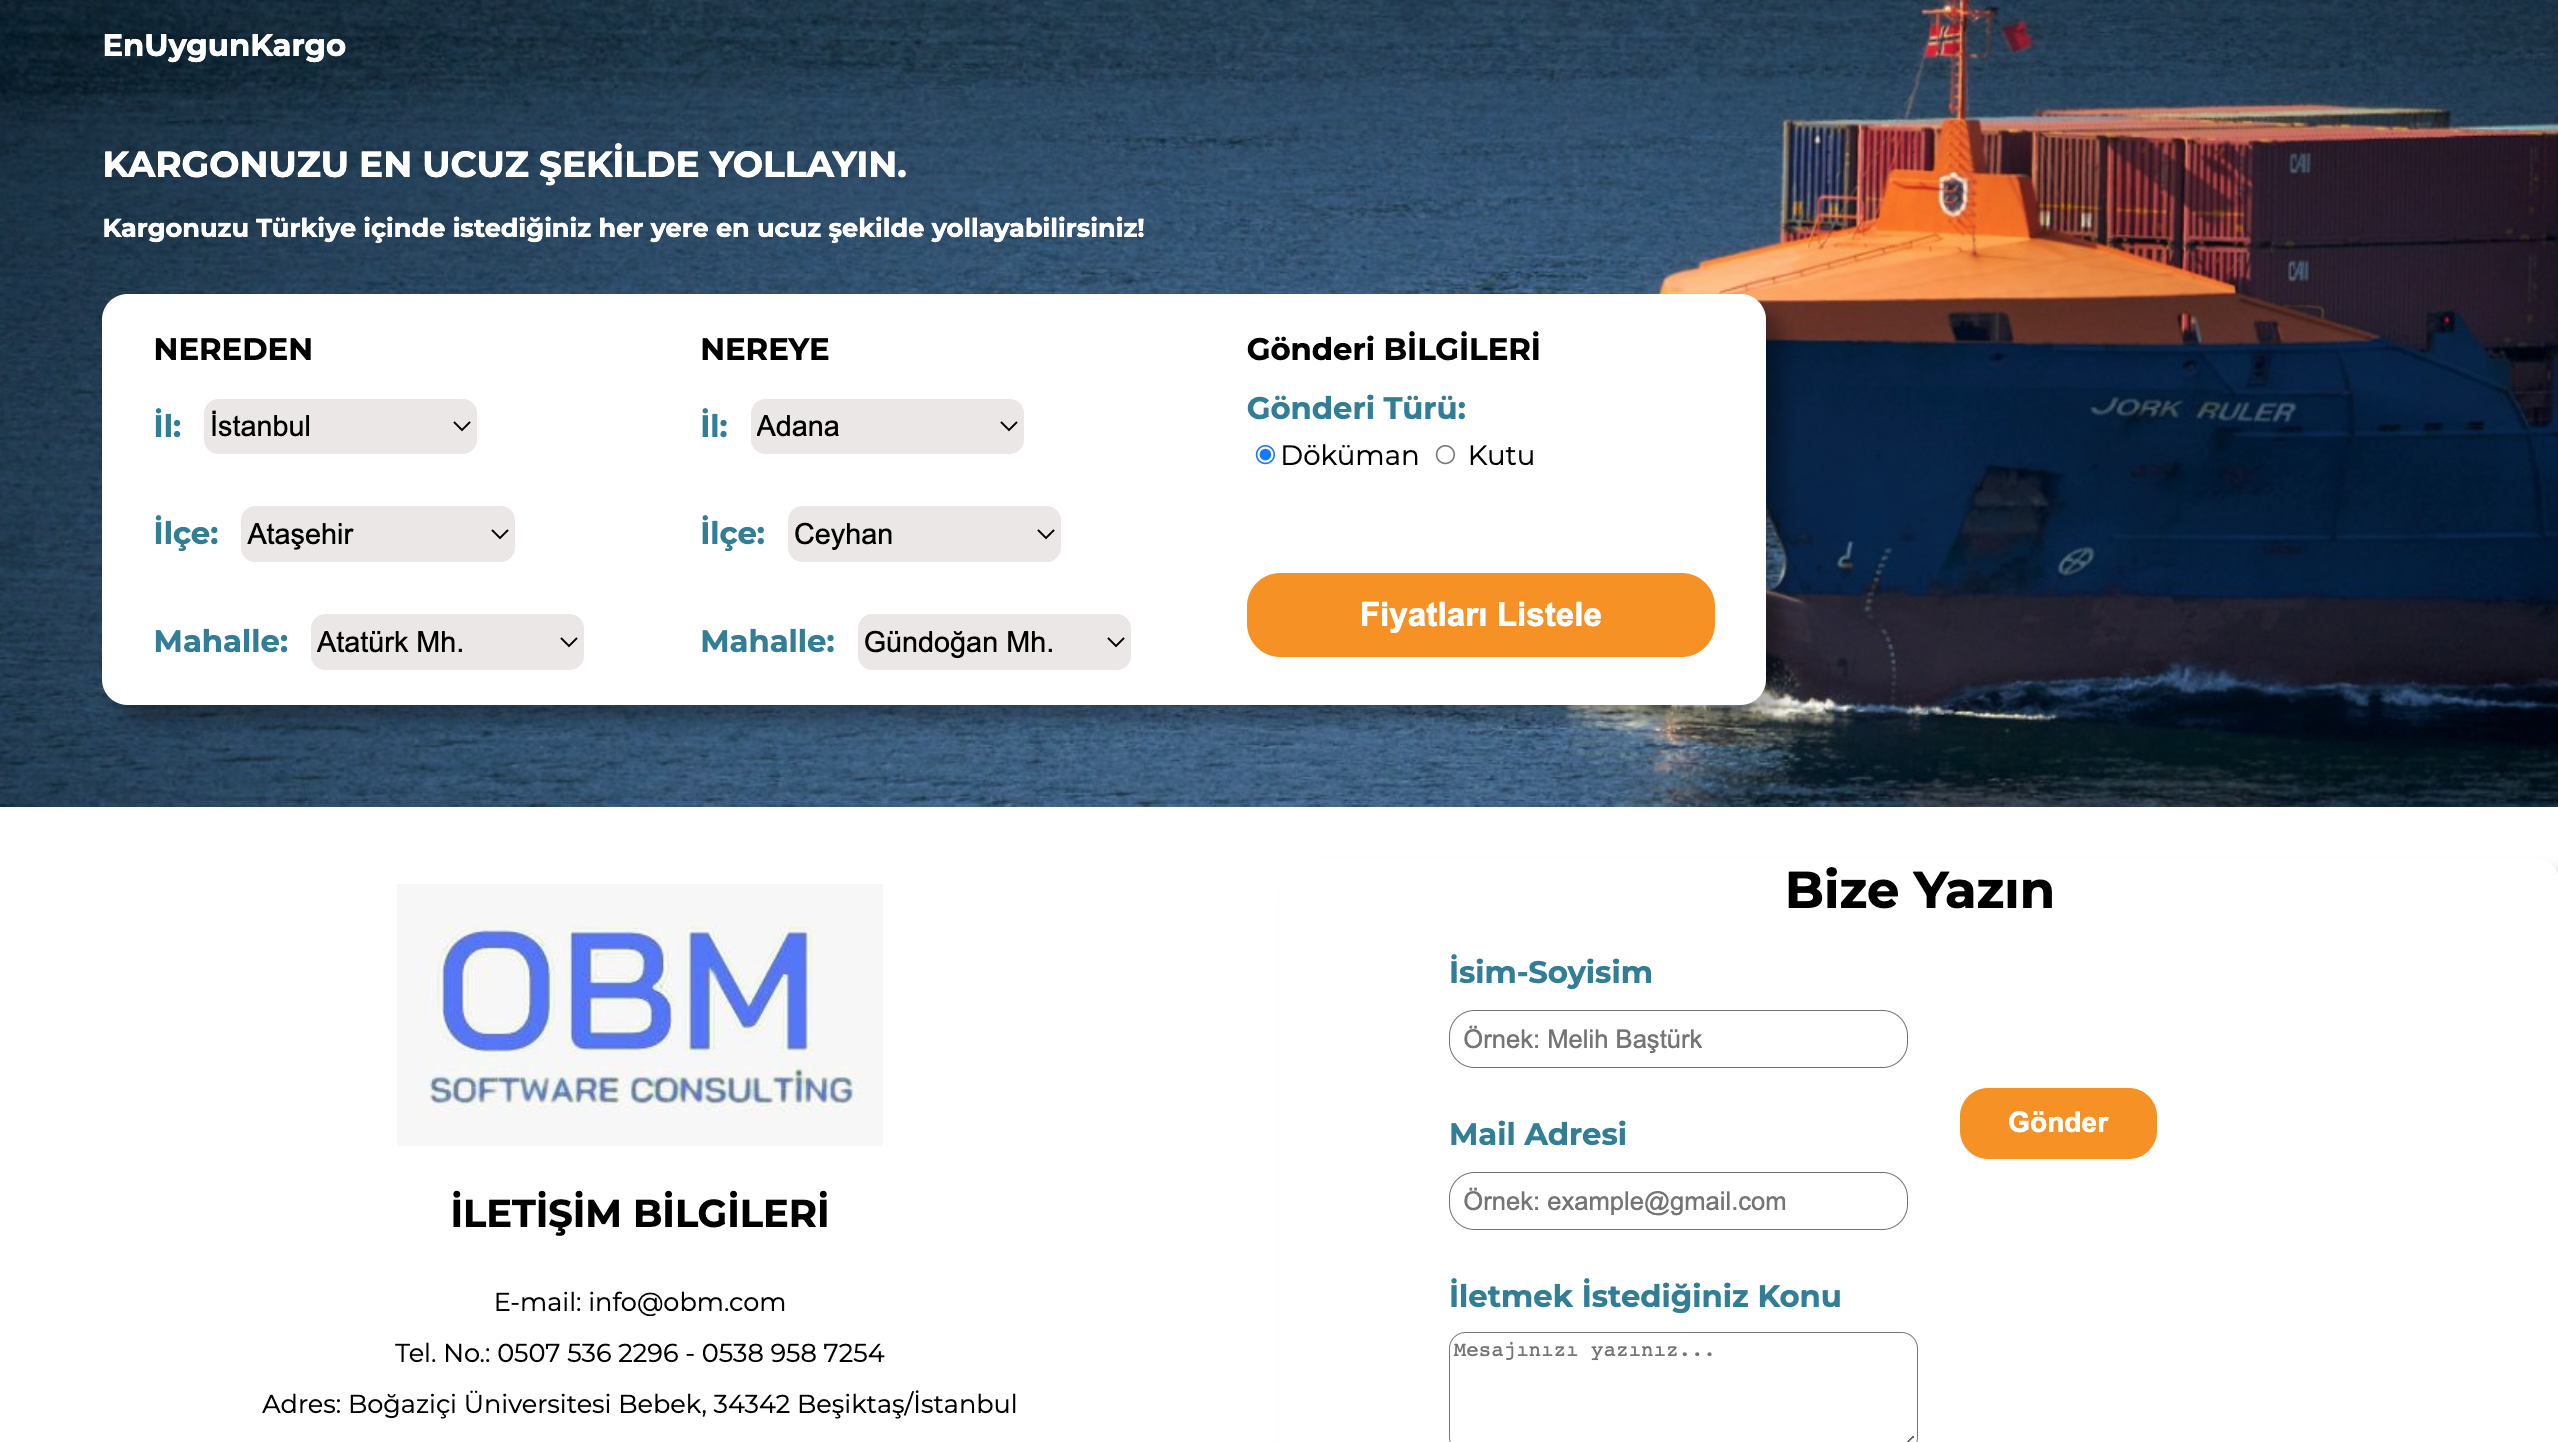 EnUygunKargo
KARGONUZU EN UCUZ ŞEKİLDE YOLLAYIN.
Kargonuzu Türkiye içinde istediğiniz her yere en ucuz şekilde yollayabilirsiniz!
NEREDEN
İl: İstanbul
İlçe: Ataşehir
Mahalle: Atatürk Mh.
NEREYE
İl: Adana
İlçe: Ceyhan
Mahalle: Gündoğan Mh.
Gönderi BİLGİLERİ
Gönderi Türü:
Döküman Kutu
Fiyatları Listele
CAI
CAI
JORK RULER
OBM
SOFTWARE CONSULTİNG
İLETİŞİM BİLGİLERİ
E-mail: info@obm.com
Tel. No.: 0507 536 2296 - 0538 958 7254
Adres: Boğaziçi Üniversitesi Bebek, 34342 Beşiktaş/İstanbul
Bize Yazın
İsim-Soyisim
Örnek: Melih Baştürk
Mail Adresi
Örnek: example@gmail.com
Gönder
İletmek İstediğiniz Konu
Mesajınızı yazınız...